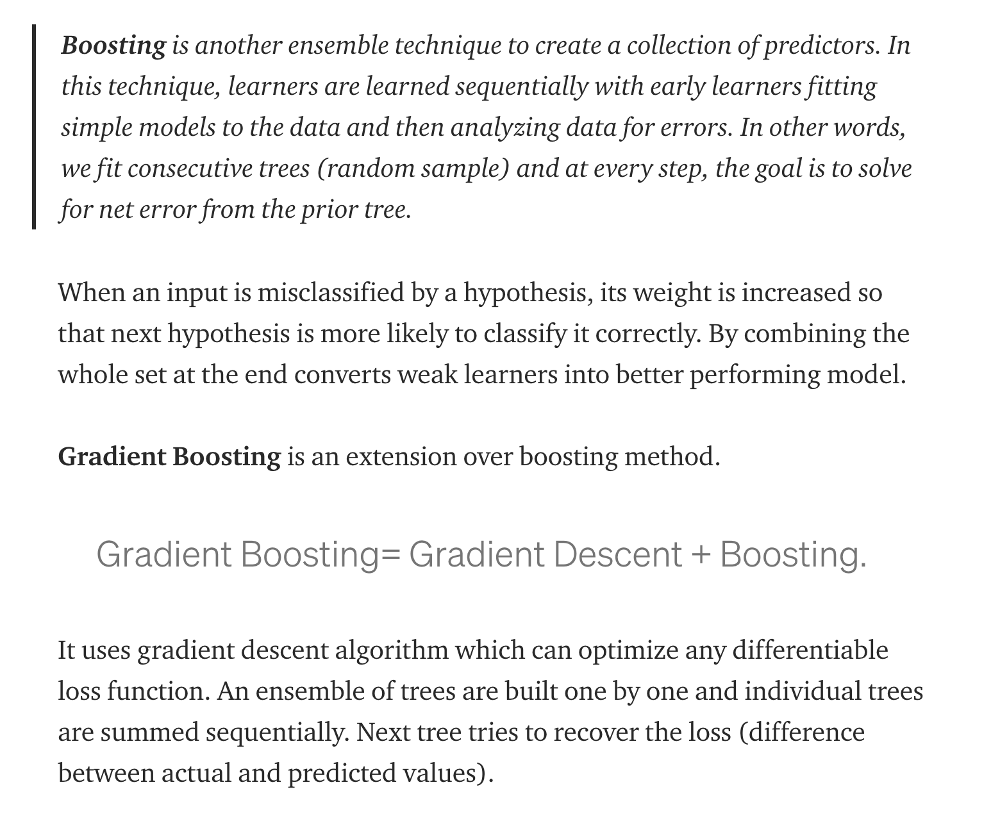 Boosting is another ensemble technique to create a collection of predictors. In
this technique, learners are learned sequentially with early learners fitting
simple models to the data and then analyzing data for errors. In other words,
we fit consecutive trees (random sample) and at every step, the goal is to solve
for net error from the prior tree.
When an input is misclassified by a hypothesis, its weight is increased so
that next hypothesis is more likely to classify it correctly. By combining the
whole set at the end converts weak learners into better performing model.
Gradient Boosting is an extension over boosting method.
Gradient Boosting= Gradient Descent + Boosting.
It uses gradient descent algorithm which can optimize any differentiable
loss function. An ensemble of trees are built one by one and individual trees
are summed sequentially. Next tree tries to recover the loss (difference
between actual and predicted values).